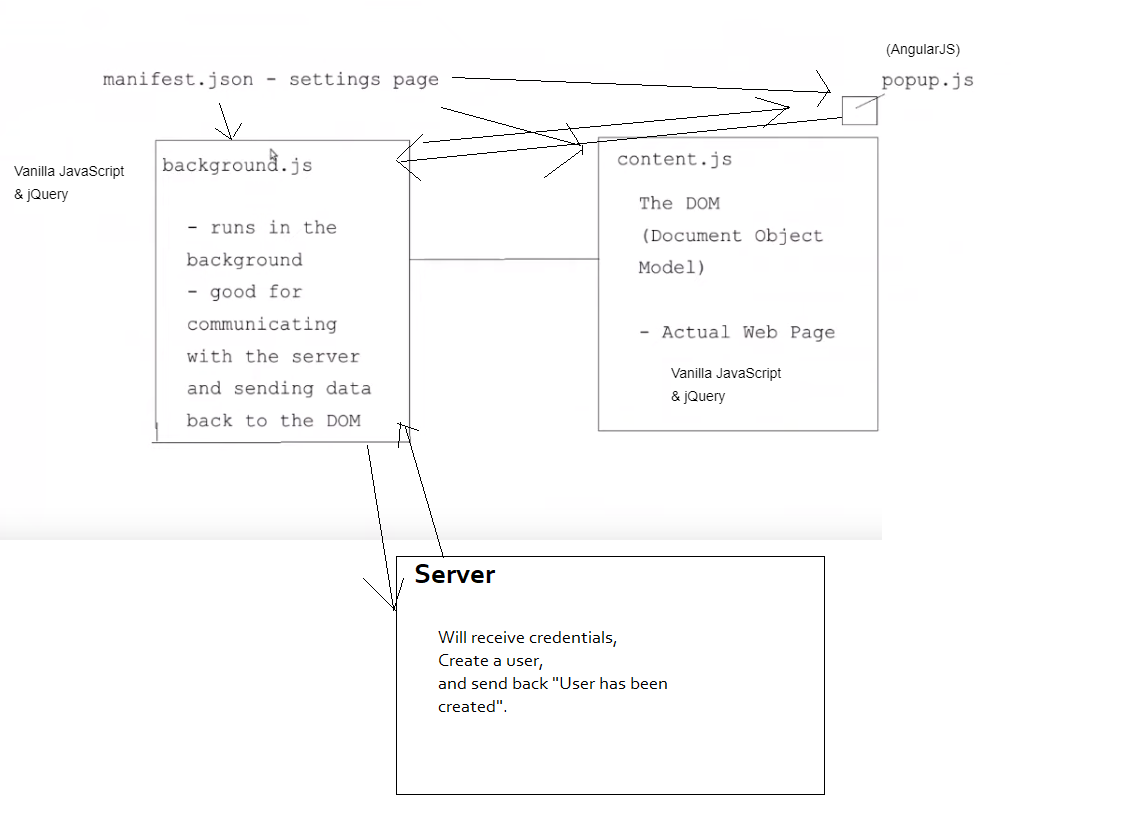 (AngularJS)
manifest.json - settings page
popup.js
Vanilla JavaScript
& jQuery
background.js
- runs in the
background
- good for
communicating
with the server
and sending data
back to the DOM
content.js
The DOM
(Document Object
Model)
- Actual Web Page
Vanilla JavaScript
& jQuery
Server
Will receive credentials,
Create a user,
and send back "User has been
created".